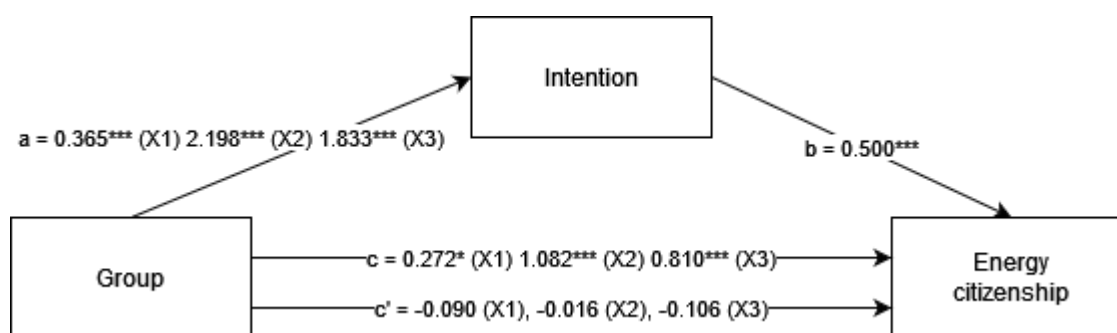 Intention
a = 0.365*** (X1) 2.198*** (X2) 1.833*** (X3)
b = 0.500***
Group
c = 0.272* (X1) 1.082*** (X2) 0.810*** (X3)
c' = -0.090 (X1), -0.016 (X2), -0.106 (X3)
Energy
citizenship